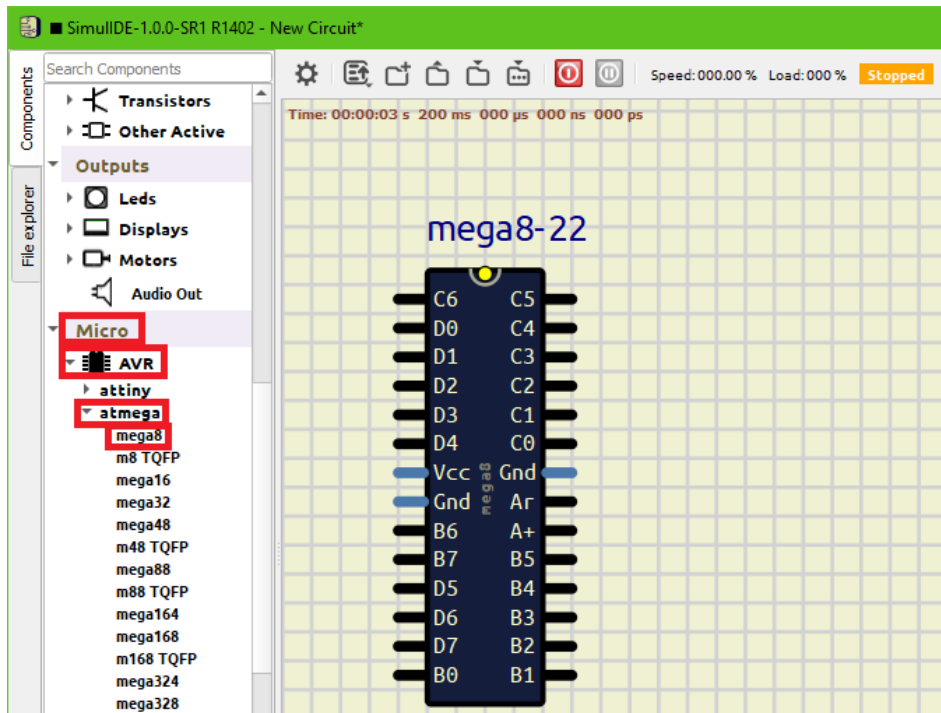 SimulIDE-1.0.0-SR1 R1402 - New Circuit*
Components
File explorer
Search Components
Transistors
Other Active
Outputs
Leds
Displays
Motors
Audio Out
Micro
AVR
attiny
atmega
mega8
m8 TQFP
mega16
mega32
mega48
m48 TQFP
mega88
m88 TQFP
mega164
mega168
m168 TQFP
mega324
mega328
Speed:000.00 % Load:000 % Stopped
Time: 00:00:03 s 200 ms 000 µs 000 ns 000 ps
mega8-22
C6 C5
D0 C4
D1 C3
D2 C2
D3 C1
D4 C0
Vcc Gnd
Gnd Ar
mega8
B6 A+
B7 B5
D5 B4
D6 B3
D7 B2
B0 B1